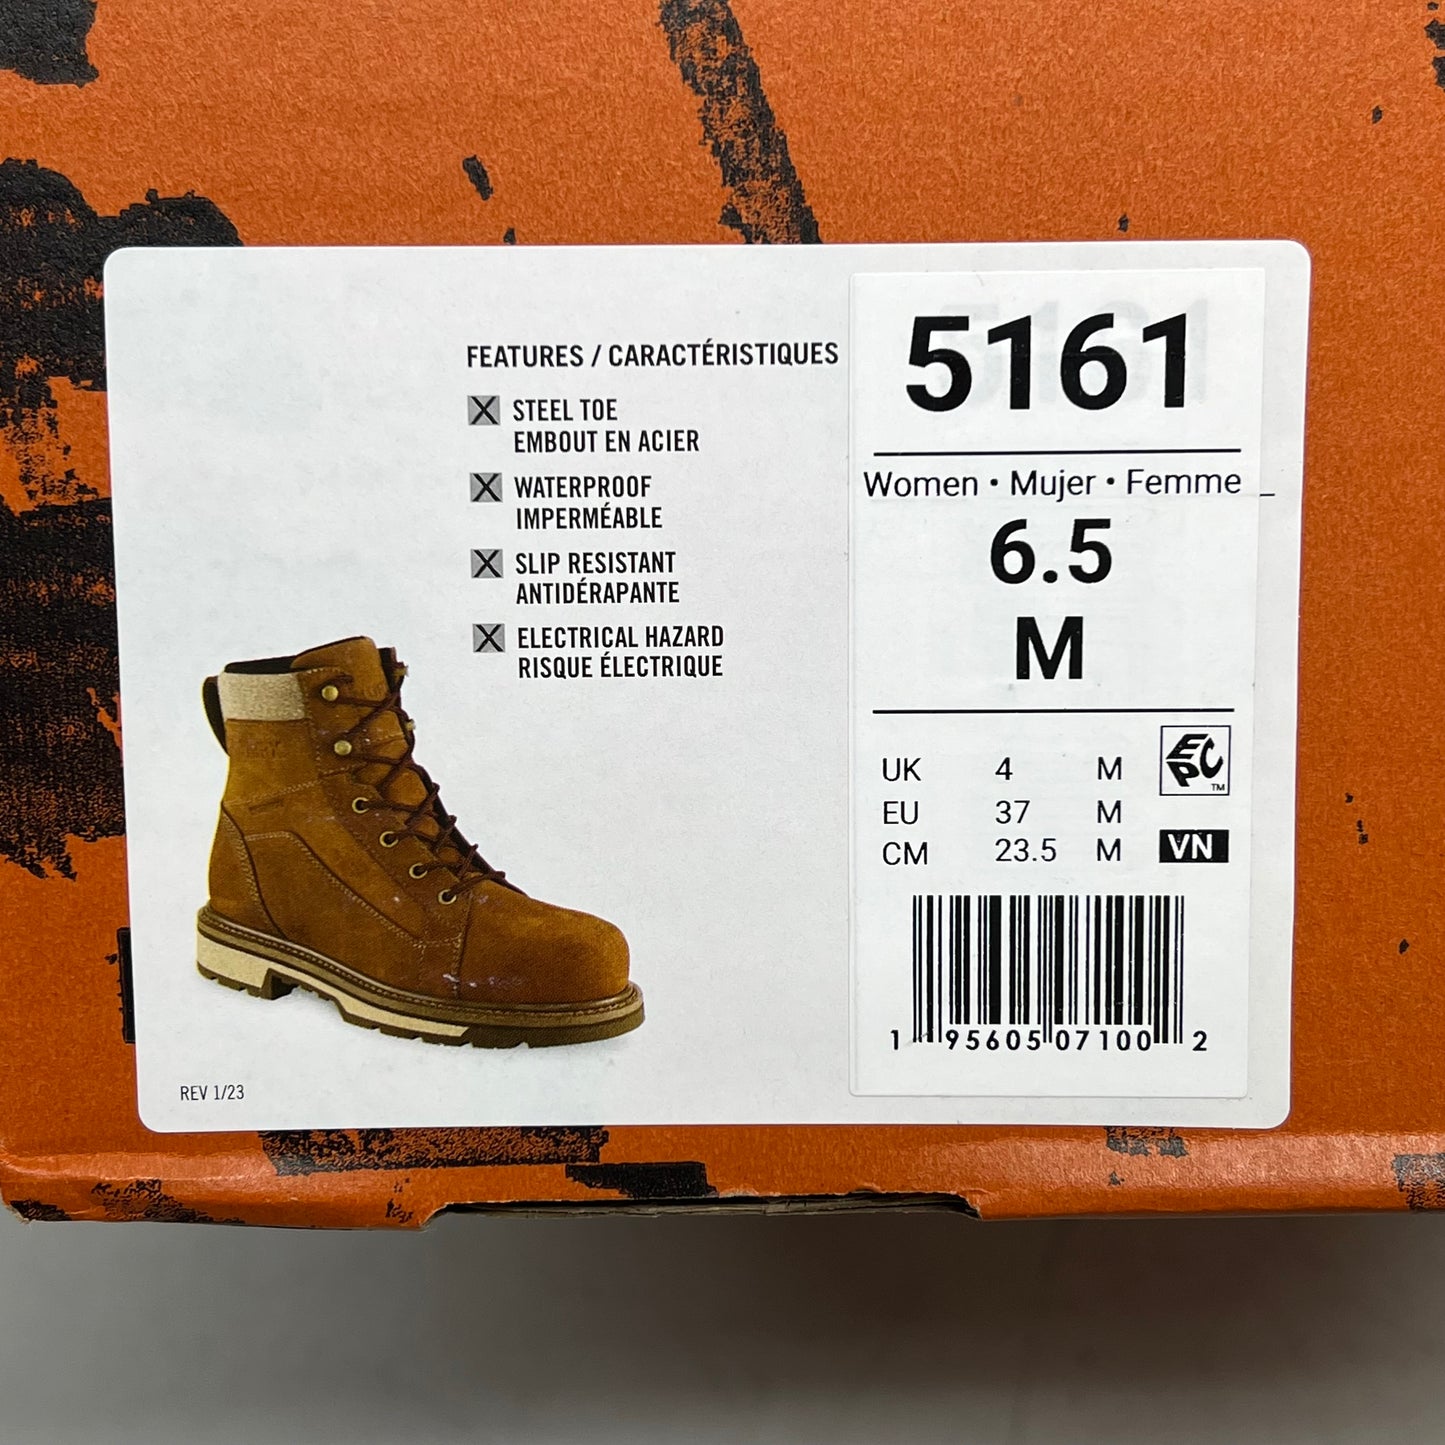 FEATURES / CARACTÉRISTIQUES
X STEEL TOE
EMBOUT EN ACIER
X WATERPROOF
IMPERMÉABLE
X SLIP RESISTANT
ANTIDÉRAPANTE
X ELECTRICAL HAZARD
RISQUE ÉLECTRIQUE
REV 1/23
5161
Women • Mujer • Femme
6.5
M
UK 4 M
EU 37 M
CM 23.5 M
EPC™
VN
1 95605 07100 2